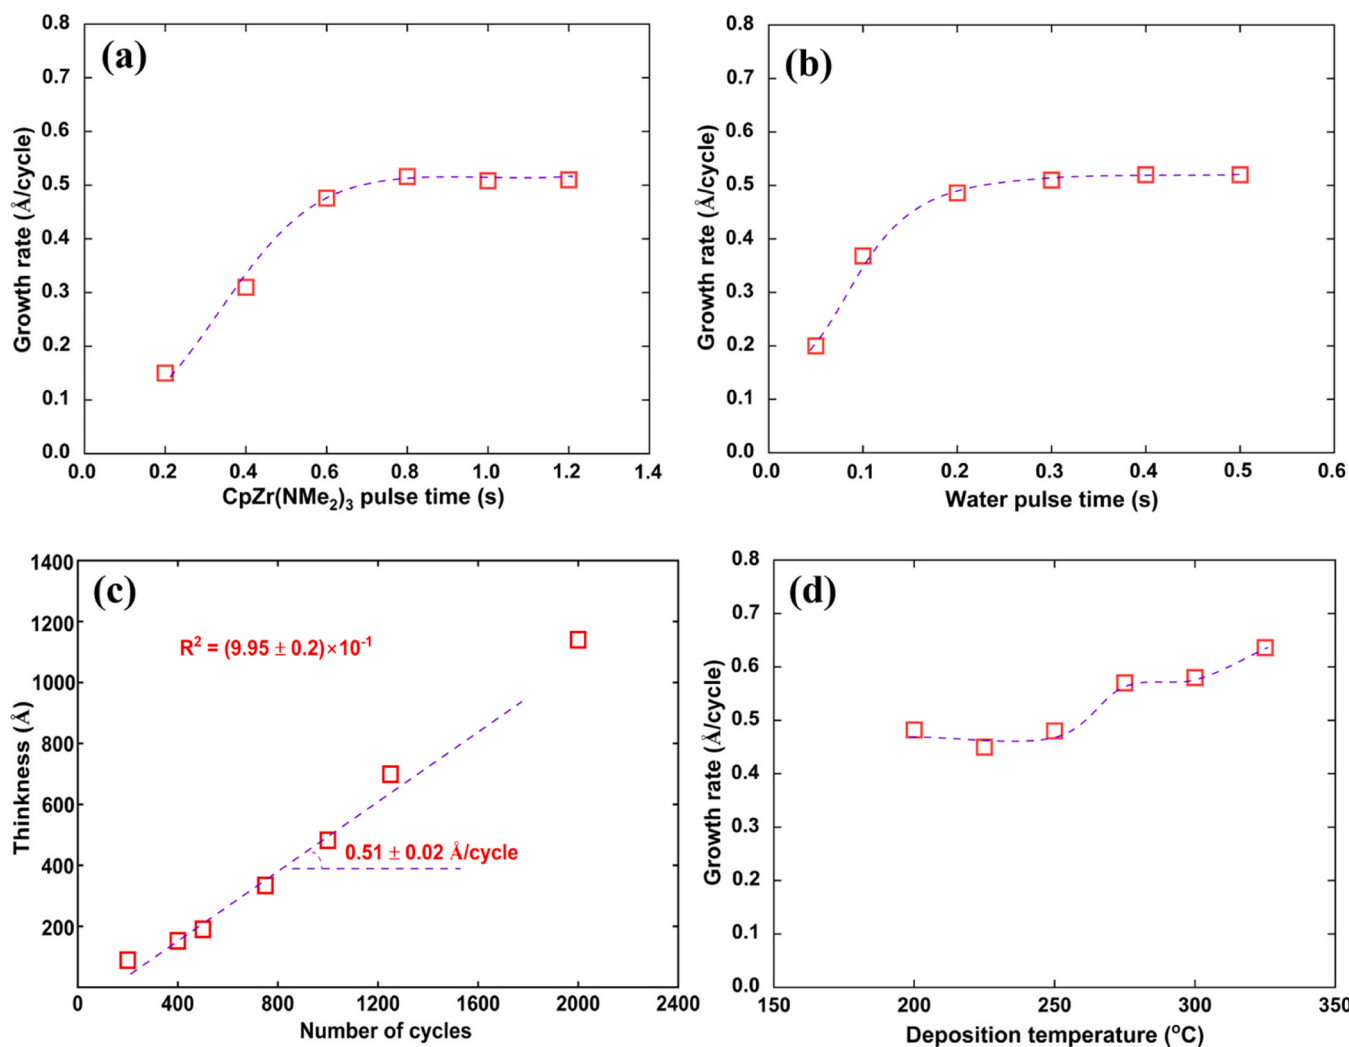 (a)
0.8
0.7
0.6
0.5
0.4
0.3
0.2
0.1
0.0
Growth rate (Å/cycle)
0.0 0.2 0.4 0.6 0.8 1.0 1.2 1.4
CpZr(NMe₂)₃ pulse time (s)
(b)
0.8
0.7
0.6
0.5
0.4
0.3
0.2
0.1
0.0
Growth rate (Å/cycle)
0.0 0.1 0.2 0.3 0.4 0.5 0.6
Water pulse time (s)
(c)
1400
1200
1000
800
600
400
200
Thinkness (Å)
R² = (9.95 ± 0.2)×10⁻¹
0.51 ± 0.02 Å/cycle
400 800 1200 1600 2000 2400
Number of cycles
(d)
0.8
0.7
0.6
0.5
0.4
0.3
0.2
0.1
0.0
Growth rate (Å/cycle)
150 200 250 300 350
Deposition temperature (°C)